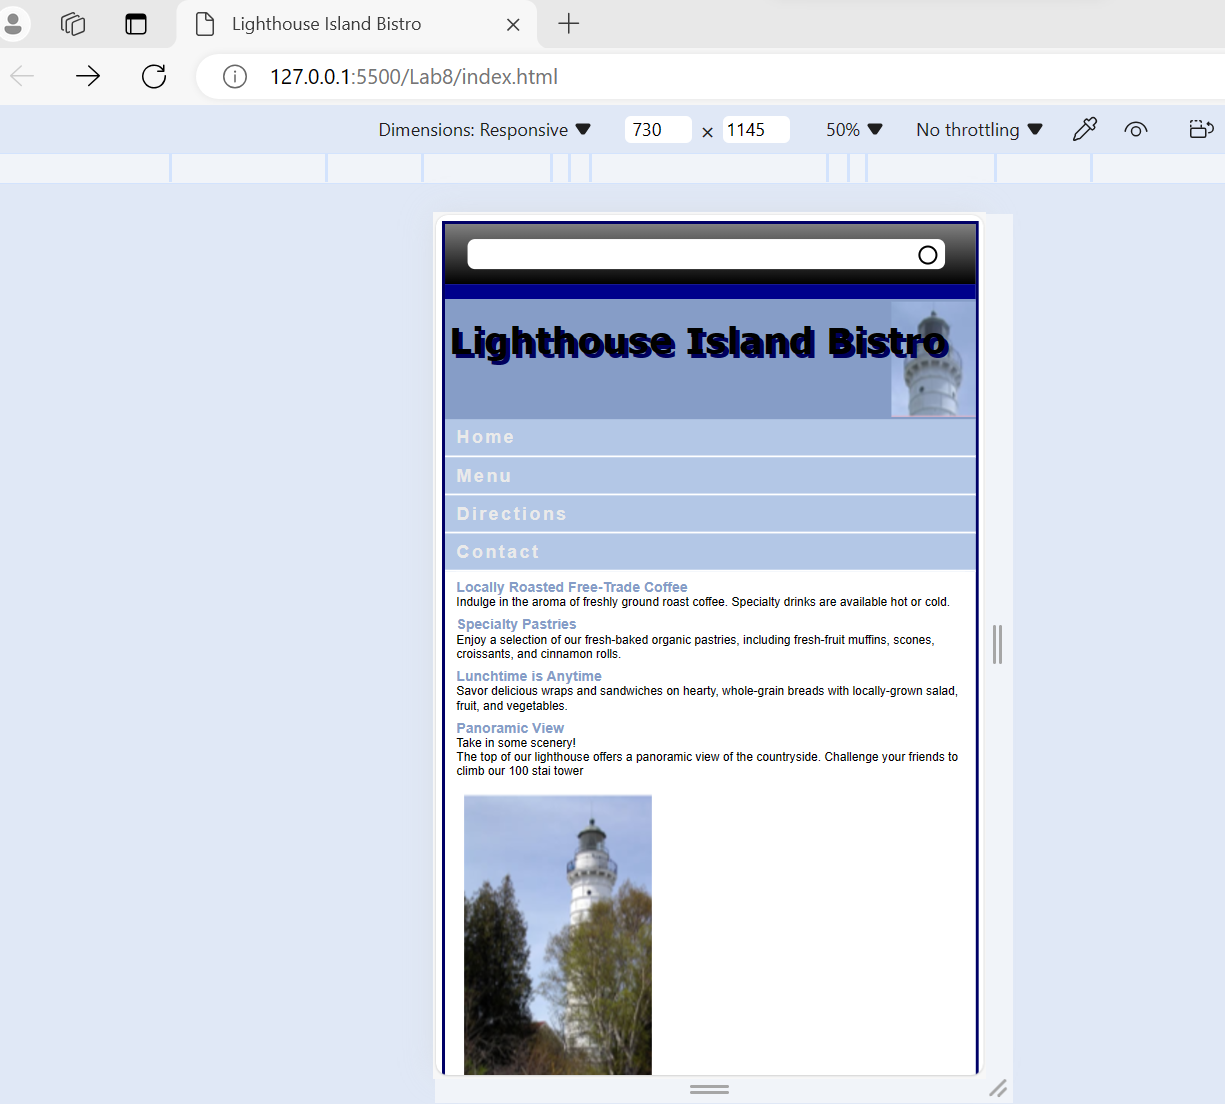 Lighthouse Island Bistro
127.0.0.1:5500/Lab8/index.html
Dimensions: Responsive 730 × 1145 50% No throttling
Lighthouse Island Bistro
Home
Menu
Directions
Contact
Locally Roasted Free-Trade Coffee
Indulge in the aroma of freshly ground roast coffee. Specialty drinks are available hot or cold.
Specialty Pastries
Enjoy a selection of our fresh-baked organic pastries, including fresh-fruit muffins, scones,
croissants, and cinnamon rolls.
Lunchtime is Anytime
Savor delicious wraps and sandwiches on hearty, whole-grain breads with locally-grown salad,
fruit, and vegetables.
Panoramic View
Take in some scenery!
The top of our lighthouse offers a panoramic view of the countryside. Challenge your friends to
climb our 100 stai tower